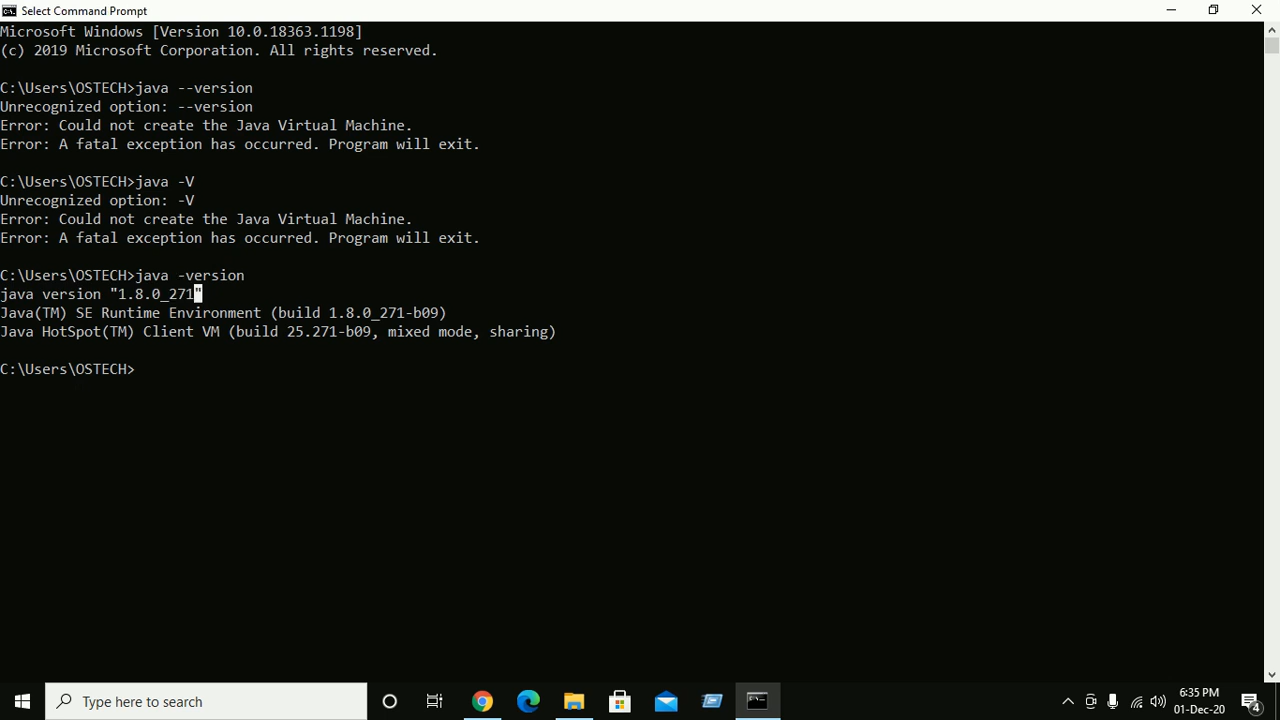 Select Command Prompt
Microsoft Windows [Version 10.0.18363.1198]
(c) 2019 Microsoft Corporation. All rights reserved.
C:\Users\OSTECH>java --version
Unrecognized option: --version
Error: Could not create the Java Virtual Machine.
Error: A fatal exception has occurred. Program will exit.
C:\Users\OSTECH>java -V
Unrecognized option: -V
Error: Could not create the Java Virtual Machine.
Error: A fatal exception has occurred. Program will exit.
C:\Users\OSTECH>java -version
java version "1.8.0_271"
Java(TM) SE Runtime Environment (build 1.8.0_271-b09)
Java HotSpot(TM) Client VM (build 25.271-b09, mixed mode, sharing)
C:\Users\OSTECH>
Type here to search
6:35 PM
01-Dec-20
4